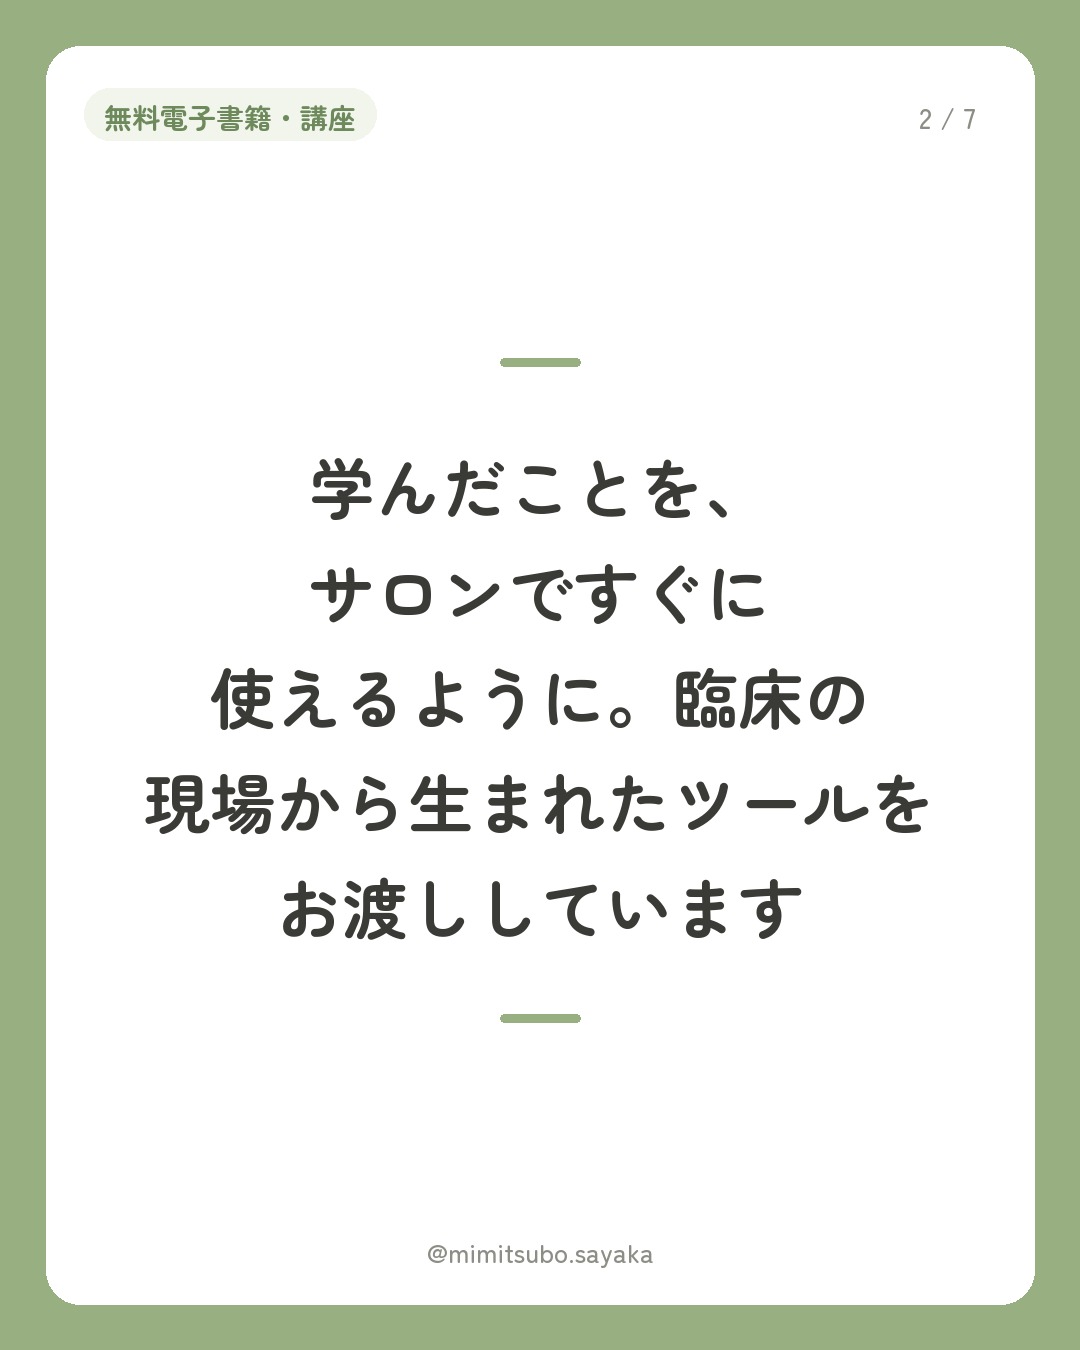 無料電子書籍・講座
2 / 7
学んだことを、
サロンですぐに
使えるように。臨床の
現場から生まれたツールを
お渡ししています
@mimitsubo.sayaka